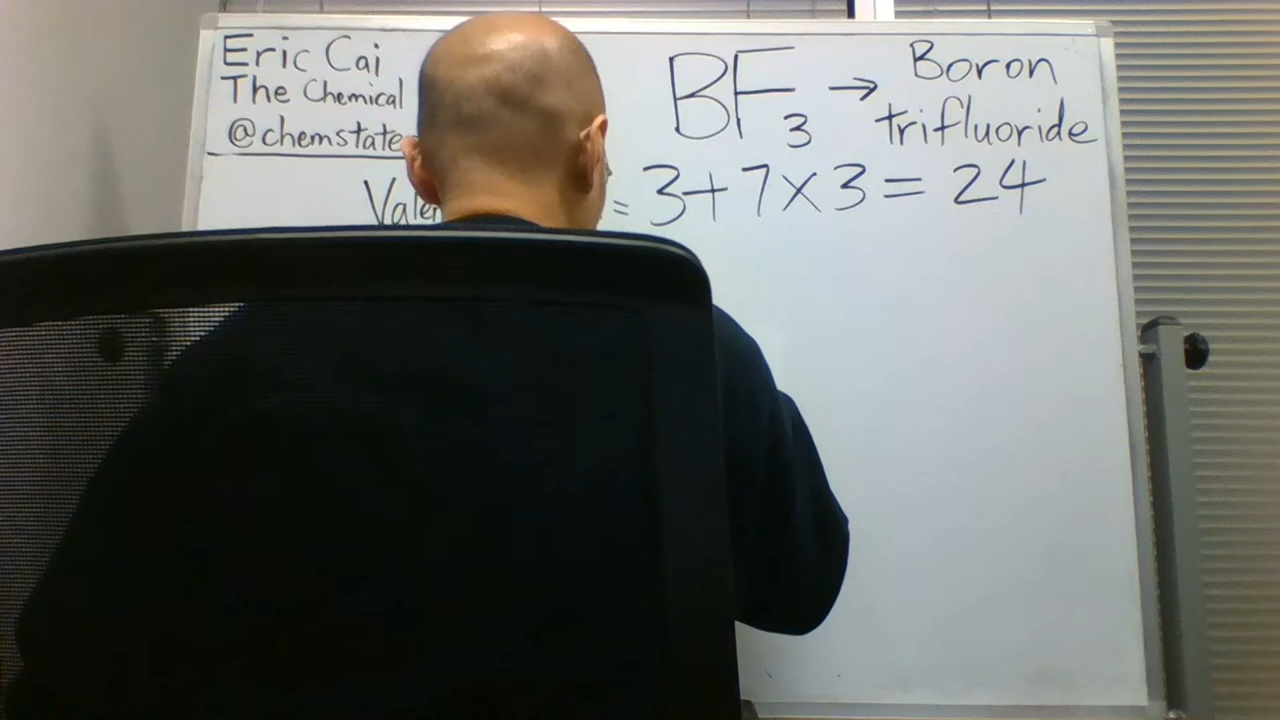 Eric Cai
The Chemical
@chemstate
BF₃ → Boron
trifluoride
= 3+7×3 = 24